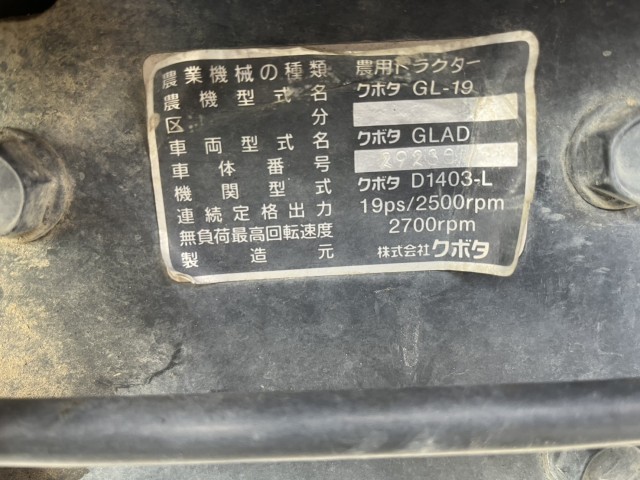 農業機械の種類 農用トラクター
農機型式名 クボタ GL-19
区分
車両型式名 クボタ GLAD
車体番号
機関型式 クボタ D1403-L
連続定格出力 19ps/2500rpm
無負荷最高回転速度 2700rpm
製造元 株式会社クボタ